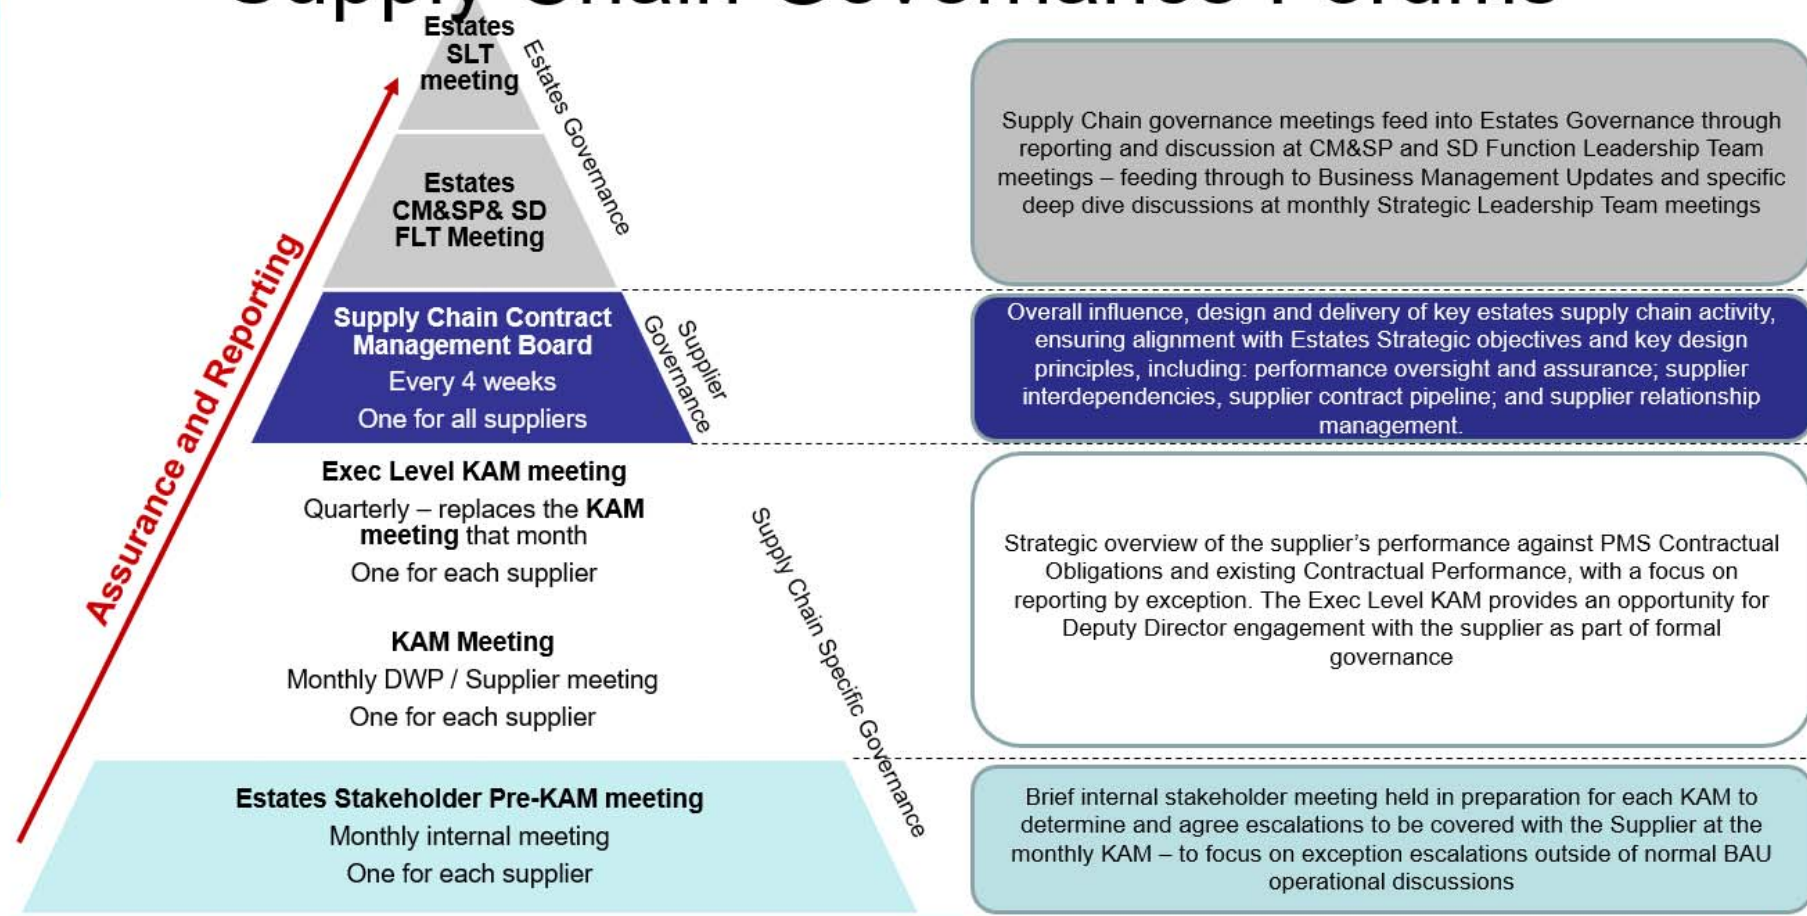 Supply Chain Governance Forums
Estates
SLT
meeting
Estates Governance
Estates
CM&SP& SD
FLT Meeting
Assurance and Reporting
Supply Chain Contract
Management Board
Every 4 weeks
One for all suppliers
Supplier
Governance
Exec Level KAM meeting
Quarterly – replaces the KAM
meeting that month
One for each supplier
KAM Meeting
Monthly DWP / Supplier meeting
One for each supplier
Supply Chain Specific Governance
Estates Stakeholder Pre-KAM meeting
Monthly internal meeting
One for each supplier
Supply Chain governance meetings feed into Estates Governance through
reporting and discussion at CM&SP and SD Function Leadership Team
meetings – feeding through to Business Management Updates and specific
deep dive discussions at monthly Strategic Leadership Team meetings
Overall influence, design and delivery of key estates supply chain activity,
ensuring alignment with Estates Strategic objectives and key design
principles, including: performance oversight and assurance; supplier
interdependencies, supplier contract pipeline; and supplier relationship
management.
Strategic overview of the supplier’s performance against PMS Contractual
Obligations and existing Contractual Performance, with a focus on
reporting by exception. The Exec Level KAM provides an opportunity for
Deputy Director engagement with the supplier as part of formal
governance
Brief internal stakeholder meeting held in preparation for each KAM to
determine and agree escalations to be covered with the Supplier at the
monthly KAM – to focus on exception escalations outside of normal BAU
operational discussions